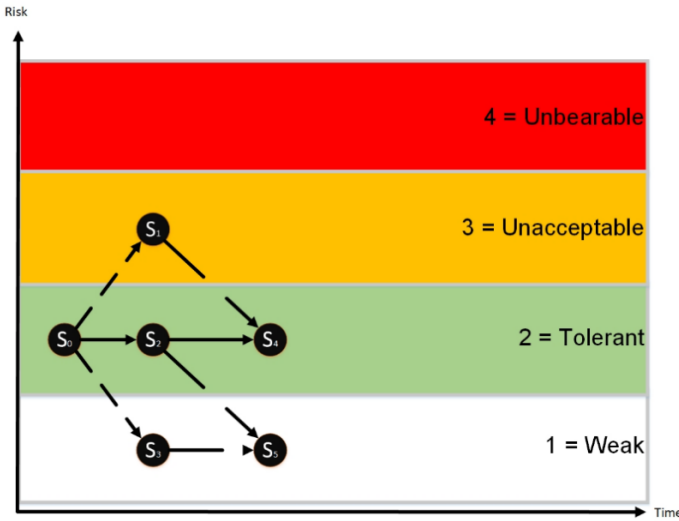 Risk
4 = Unbearable
S₁
3 = Unacceptable
S₀ S₂ S₄
2 = Tolerant
S₃ S₅
1 = Weak
Time